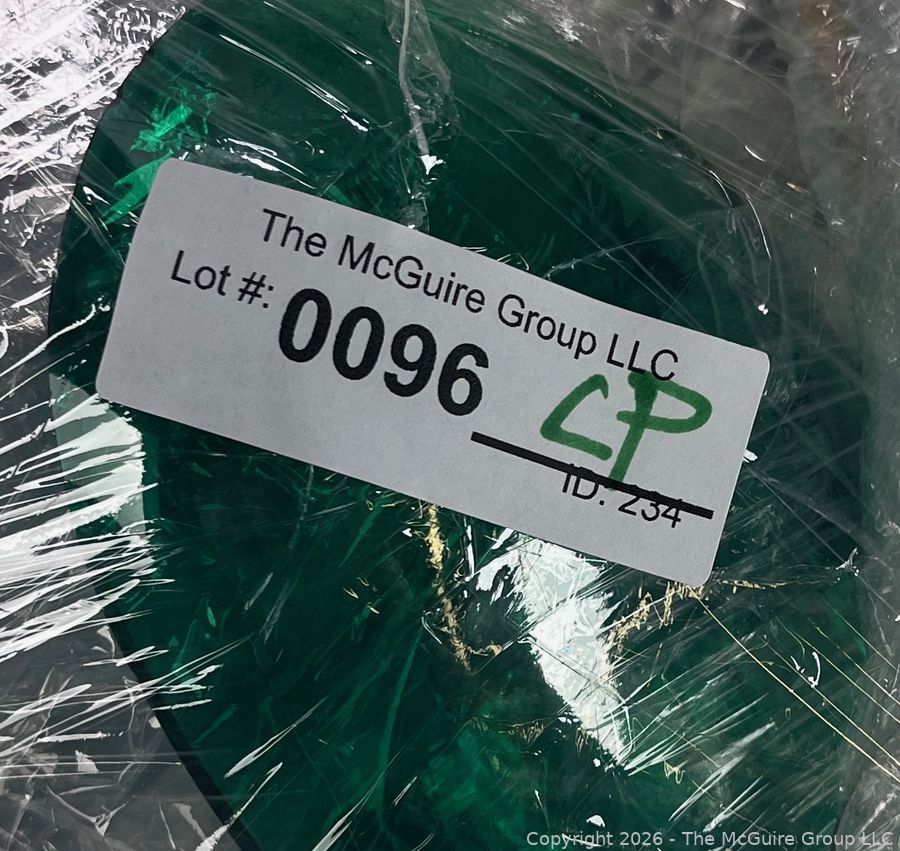 The McGuire Group LLC
Lot #: 0096
CP
ID: 234
Copyright 2026 - The McGuire Group LLC